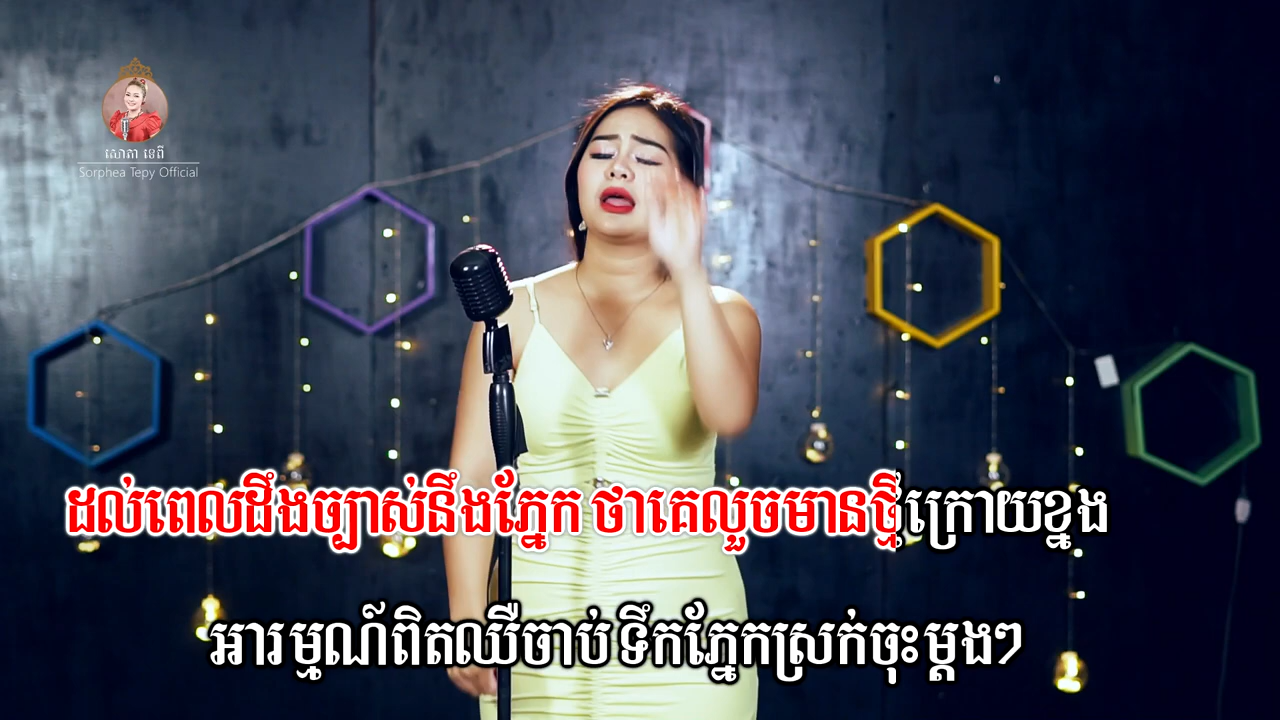 សោភា ទេពី
Sorphea Tepy Official
ដល់ពេលដឹងច្បាស់នឹងភ្នែក ថាគេលួចមានថ្មីក្រោយខ្នង
អារម្មណ៍ពិតឈឺចាប់ ទឹកភ្នែកស្រក់ចុះម្ដងៗ